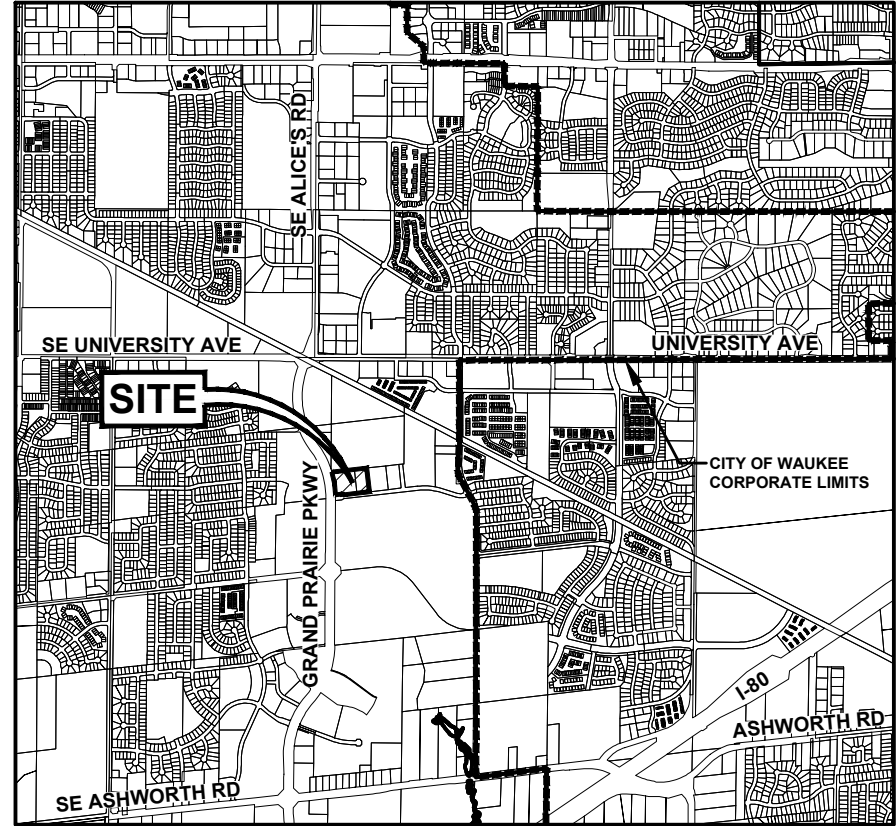 SE ALICE'S RD
SE UNIVERSITY AVE
UNIVERSITY AVE
SITE
CITY OF WAUKEE
CORPORATE LIMITS
GRAND PRAIRIE PKWY
I-80
ASHWORTH RD
SE ASHWORTH RD